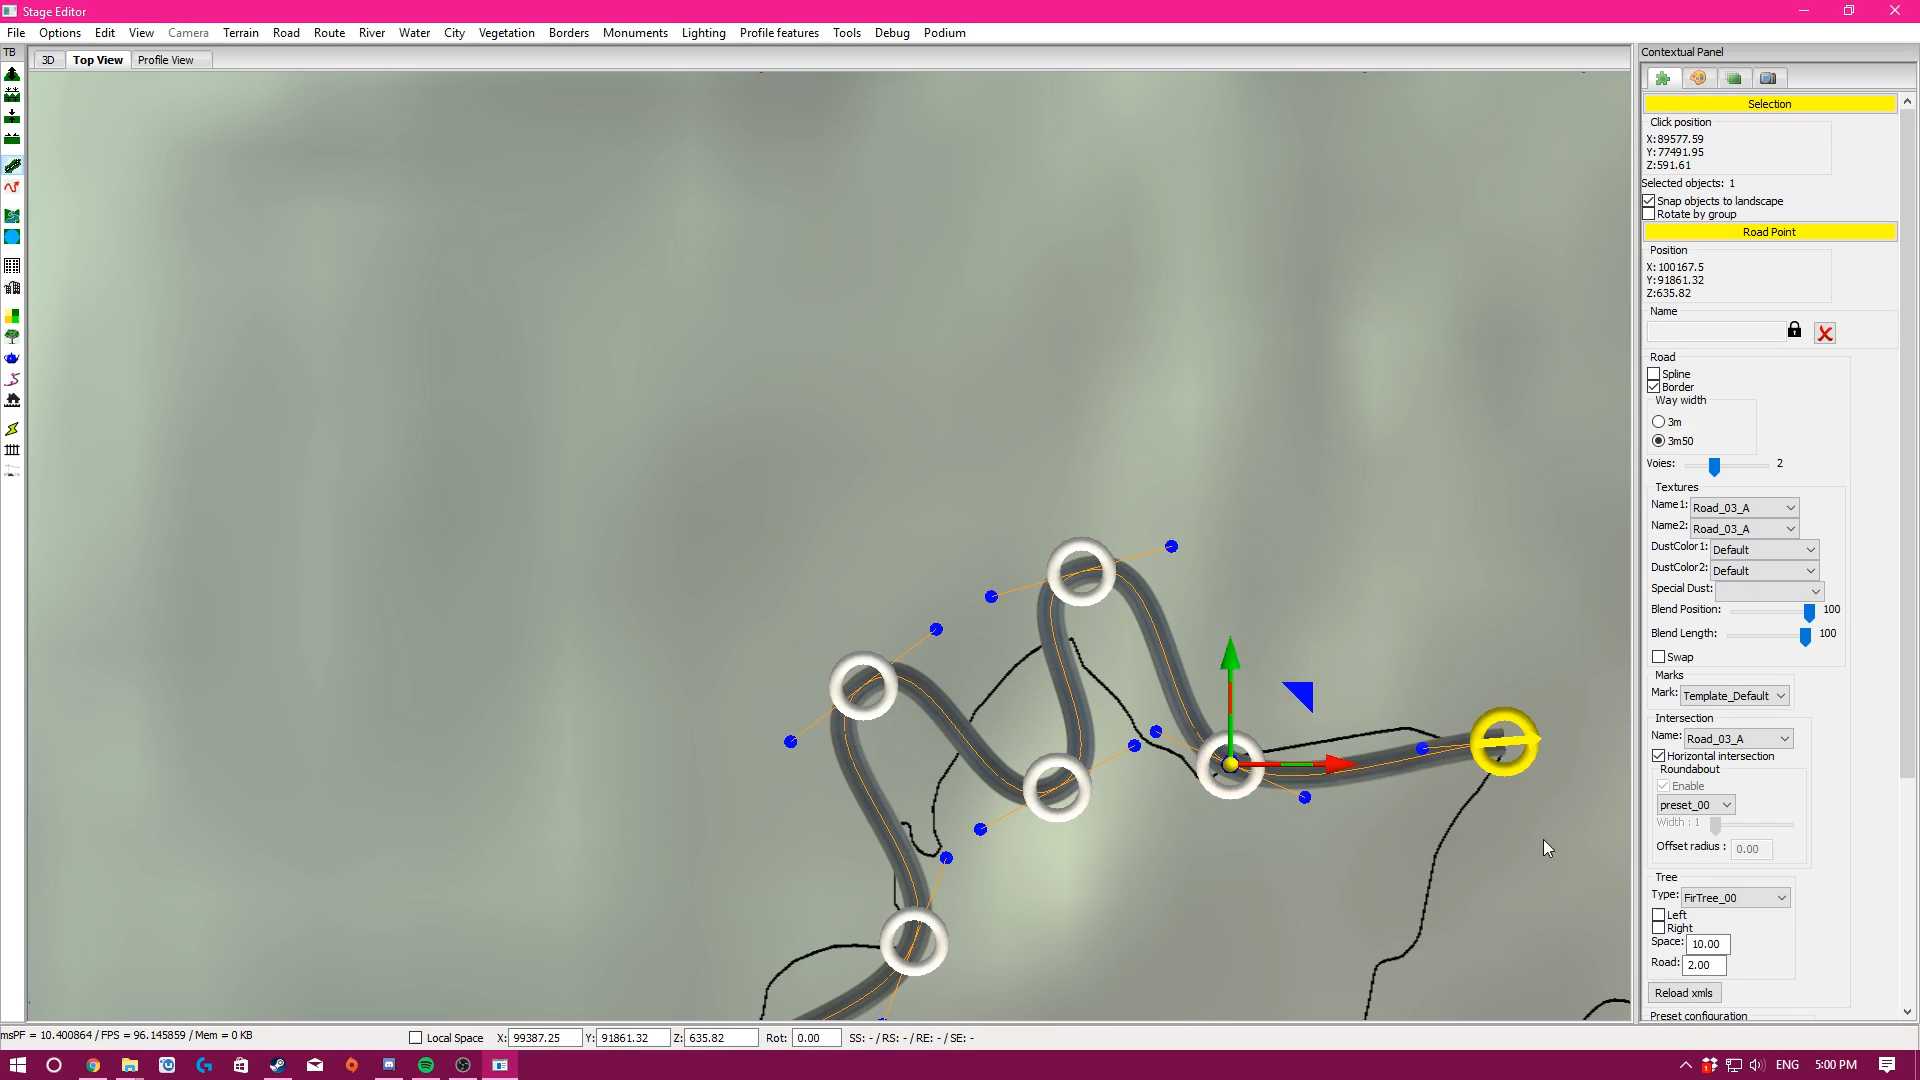 Stage Editor
File Options Edit View Camera Terrain Road Route River Water City Vegetation Borders Monuments Lighting Profile features Tools Debug Podium
TB
3D Top View Profile View
Contextual Panel
Selection
Click position
X:89577.59
Y:77491.95
Z:591.61
Selected objects: 1
Snap objects to landscape
Rotate by group
Road Point
Position
X:100167.5
Y:91861.32
Z:635.82
Name
Road
Spline
Border
Way width
3m
3m50
Voies: 2
Textures
Name1: Road_03_A
Name2: Road_03_A
DustColor1: Default
DustColor2: Default
Special Dust:
Blend Position: 100
Blend Length: 100
Swap
Marks
Mark: Template_Default
Intersection
Name: Road_03_A
Horizontal intersection
Roundabout
Enable
preset_00
Width : 1
Offset radius : 0.00
Tree
Type: FirTree_00
Left
Right
Space: 10.00
Road: 2.00
Reload xmls
Preset configuration
msPF = 10.400864 / FPS = 96.145859 / Mem = 0 KB
Local Space X: 99387.25 Y: 91861.32 Z: 635.82 Rot: 0.00 SS: - / RS: - / RE: - / SE: -
ENG 5:00 PM